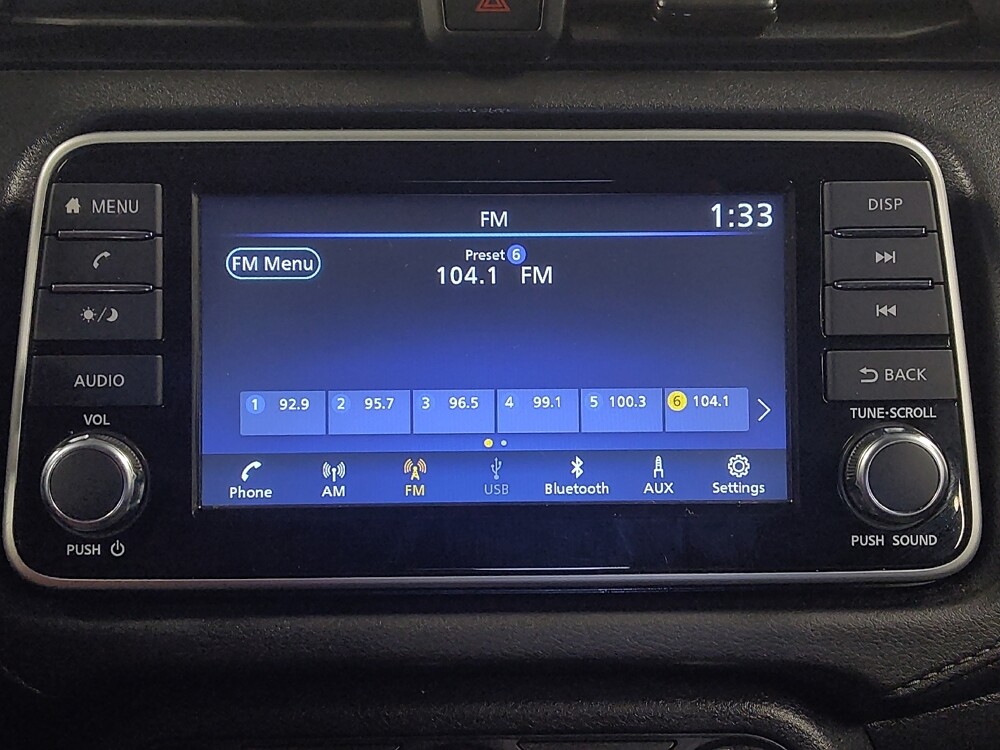 MENU
AUDIO
VOL
PUSH
FM
1:33
FM Menu
Preset 6
104.1 FM
1 92.9
2 95.7
3 96.5
4 99.1
5 100.3
6 104.1
Phone
AM
FM
USB
Bluetooth
AUX
Settings
DISP
BACK
TUNE·SCROLL
PUSH SOUND